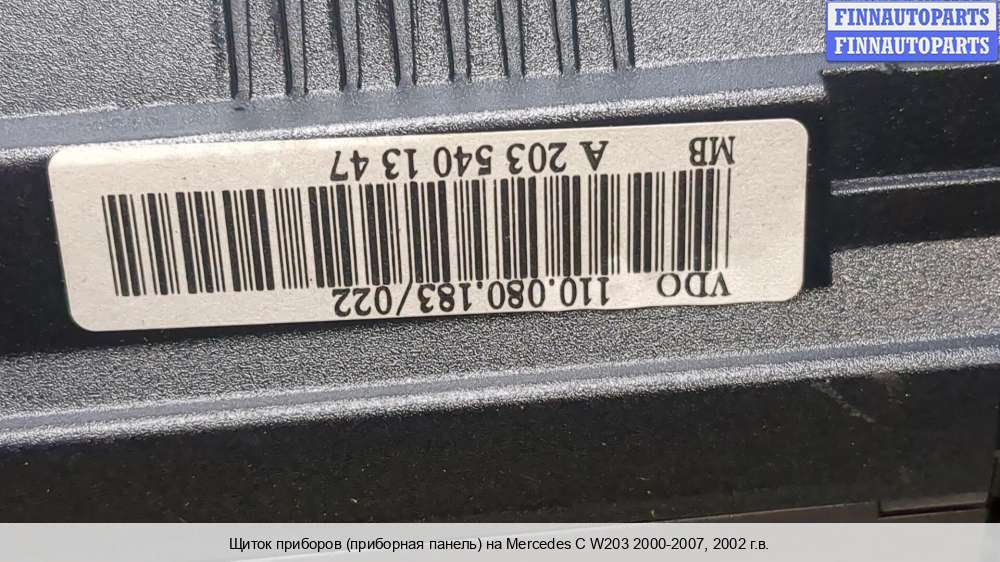 FINNAUTOPARTS
FINNAUTOPARTS
VDO 110.080.183/022
MB A 203 540 13 47
Щиток приборов (приборная панель) на Mercedes C W203 2000-2007, 2002 г.в.